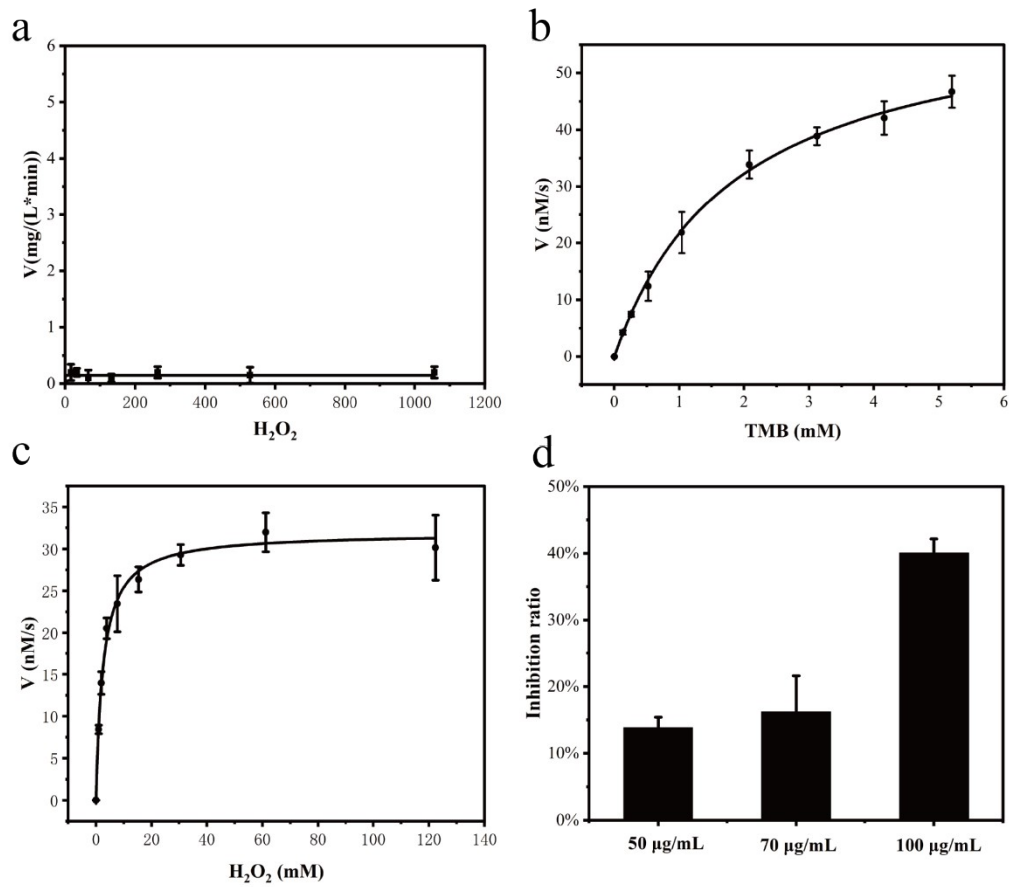 a
6
5
4
3
2
1
0
V(mg/(L*min))
0 200 400 600 800 1000 1200
H₂O₂
b
50
40
30
20
10
0
V (nM/s)
0 1 2 3 4 5 6
TMB (mM)
c
35
30
25
20
15
10
5
0
V (nM/s)
0 20 40 60 80 100 120 140
H₂O₂ (mM)
d
50%
40%
30%
20%
10%
0%
Inhibition ratio
50 μg/mL 70 μg/mL 100 μg/mL